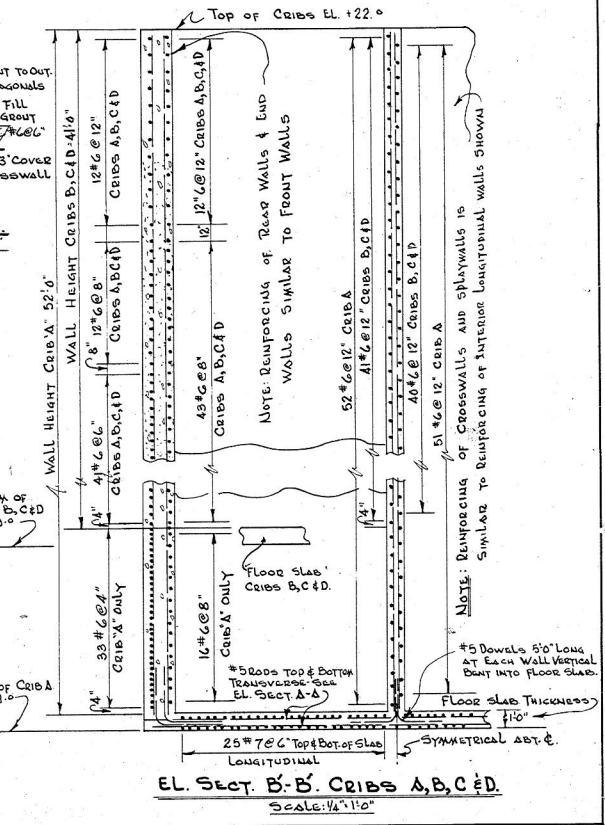 TOP OF CRIBS EL. +22.0
WALL HEIGHT CRIB "A" 52'-0"
WALL HEIGHT CRIBS B, C & D = 41'-0"
12#6@12"
CRIBS A,B,C & D
8" 12#6@8"
CRIBS A,BC&D
41#6@6"
CRIBS A,B,C,&D
4"
33#6@4"
CRIB "A" ONLY
4"
12"6@12" CRIBS A,B,C,&D
12"
43#6@8"
CRIBS A,B,C&D
16#6@8"
CRIB "A" ONLY
NOTE: REINFORCING OF REAR WALLS & END
WALLS SIMILAR TO FRONT WALLS
52#6@12" CRIB A
41#6@12" CRIBS B,C & D
4"
40#6@12" CRIBS B, C & D
51#6@12" CRIB A
NOTE: REINFORCING OF CROSSWALLS AND SPLAYWALLS IS
SIMILAR TO REINFORCING OF INTERIOR LONGITUDINAL WALLS SHOWN
UT TO OUT.
AGONALS
FILL
GROUT
#6@6"
3" COVER
SSWALL
OF
B, C & D
OF CRIB A
FLOOR SLAB
CRIBS B, C & D.
#5 RODS TOP & BOTTOM
TRANSVERSE-SEE
EL. SECT. A-A
#5 DOWELS 5'-0" LONG
AT EACH WALL VERTICAL
BENT INTO FLOOR SLAB.
FLOOR SLAB THICKNESS
1'-0"
25#7@6" TOP & BOT. OF SLAB
LONGITUDINAL
SYMMETRICAL ABT. ℄.
EL. SECT. B'-B'. CRIBS A, B, C & D.
SCALE: 1/4"=1'-0"